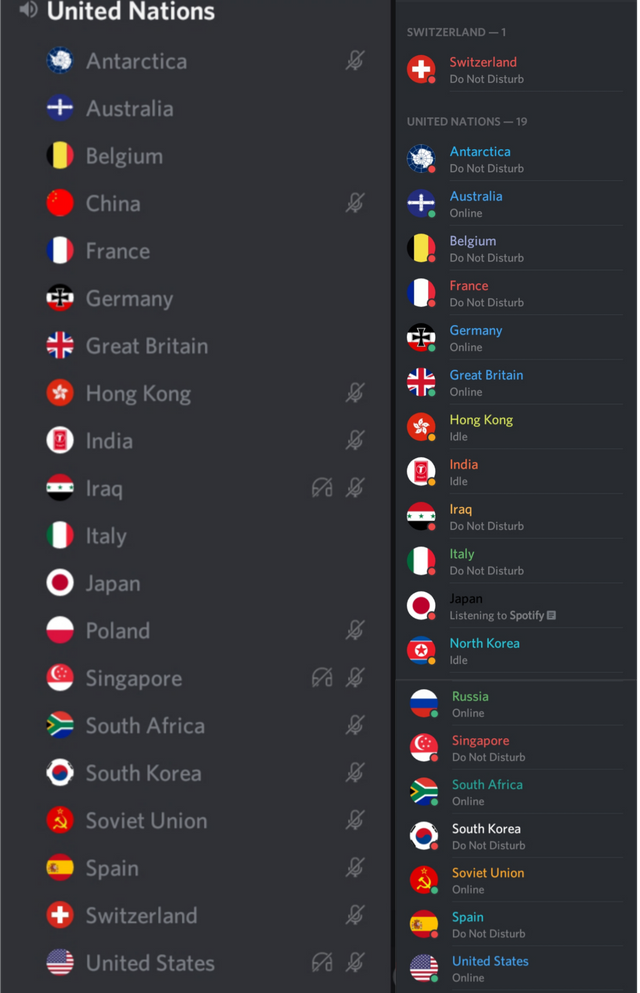 United Nations
Antarctica
Australia
Belgium
China
France
Germany
Great Britain
Hong Kong
India
Iraq
Italy
Japan
Poland
Singapore
South Africa
South Korea
Soviet Union
Spain
Switzerland
United States
SWITZERLAND — 1
Switzerland
Do Not Disturb
UNITED NATIONS — 19
Antarctica
Do Not Disturb
Australia
Online
Belgium
Do Not Disturb
France
Do Not Disturb
Germany
Online
Great Britain
Online
Hong Kong
Idle
India
Idle
Iraq
Do Not Disturb
Italy
Do Not Disturb
Japan
Listening to Spotify
North Korea
Idle
Russia
Online
Singapore
Do Not Disturb
South Africa
Online
South Korea
Do Not Disturb
Soviet Union
Online
Spain
Do Not Disturb
United States
Online